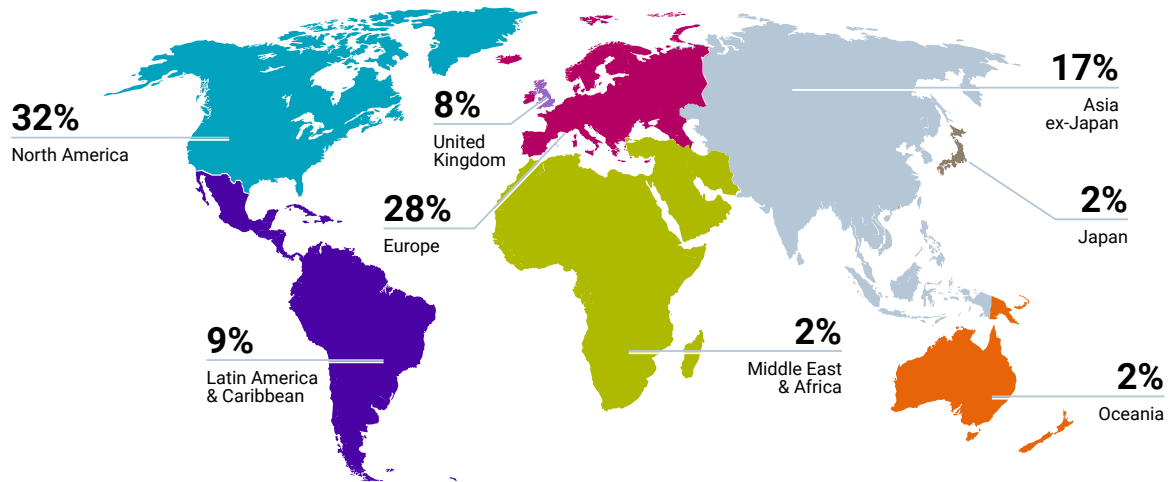 32%
North America
8%
United
Kingdom
28%
Europe
9%
Latin America
& Caribbean
17%
Asia
ex-Japan
2%
Japan
2%
Middle East
& Africa
2%
Oceania